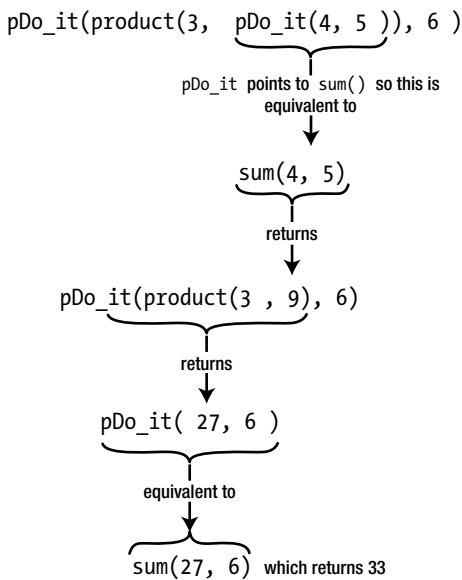 pDo_it(product(3, pDo_it(4, 5 )), 6 )
pDo_it points to sum() so this is
equivalent to
sum(4, 5)
returns
pDo_it(product(3 , 9), 6)
returns
pDo_it( 27, 6 )
equivalent to
sum(27, 6) which returns 33